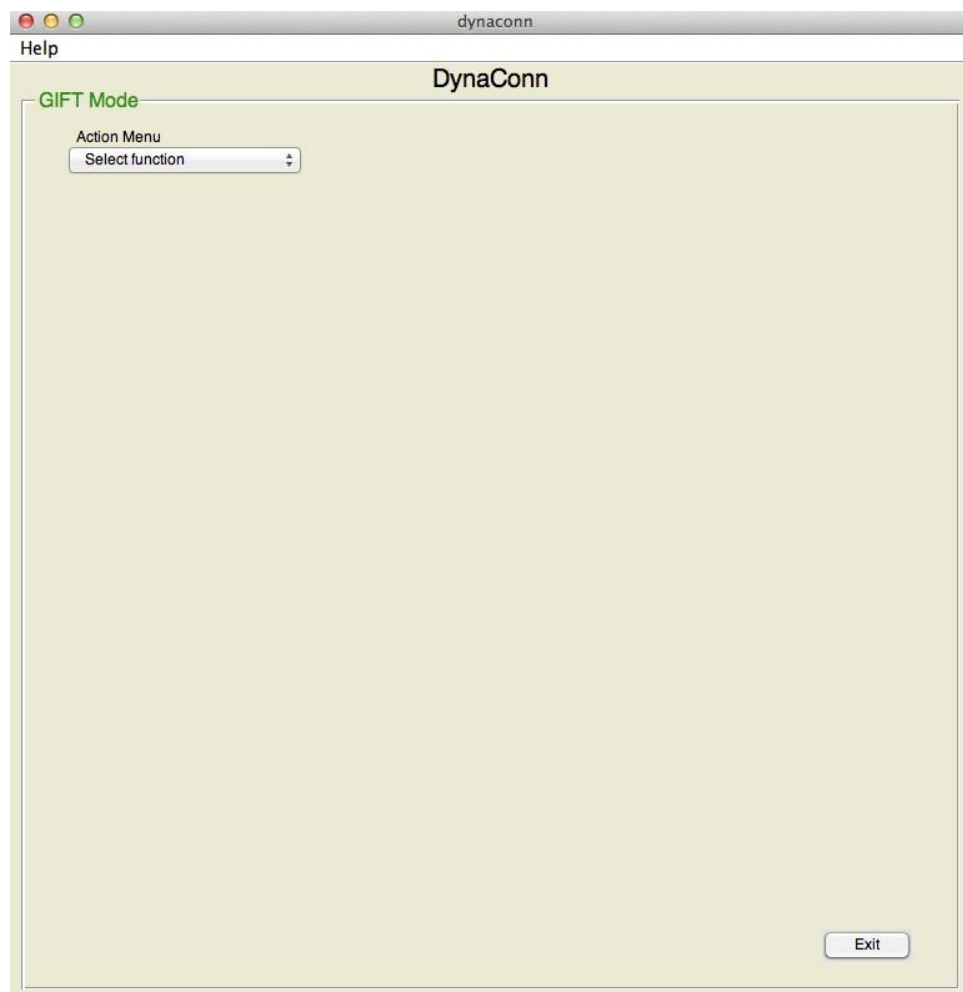 dynaconn
Help
DynaConn
GIFT Mode
Action Menu
Select function
Exit